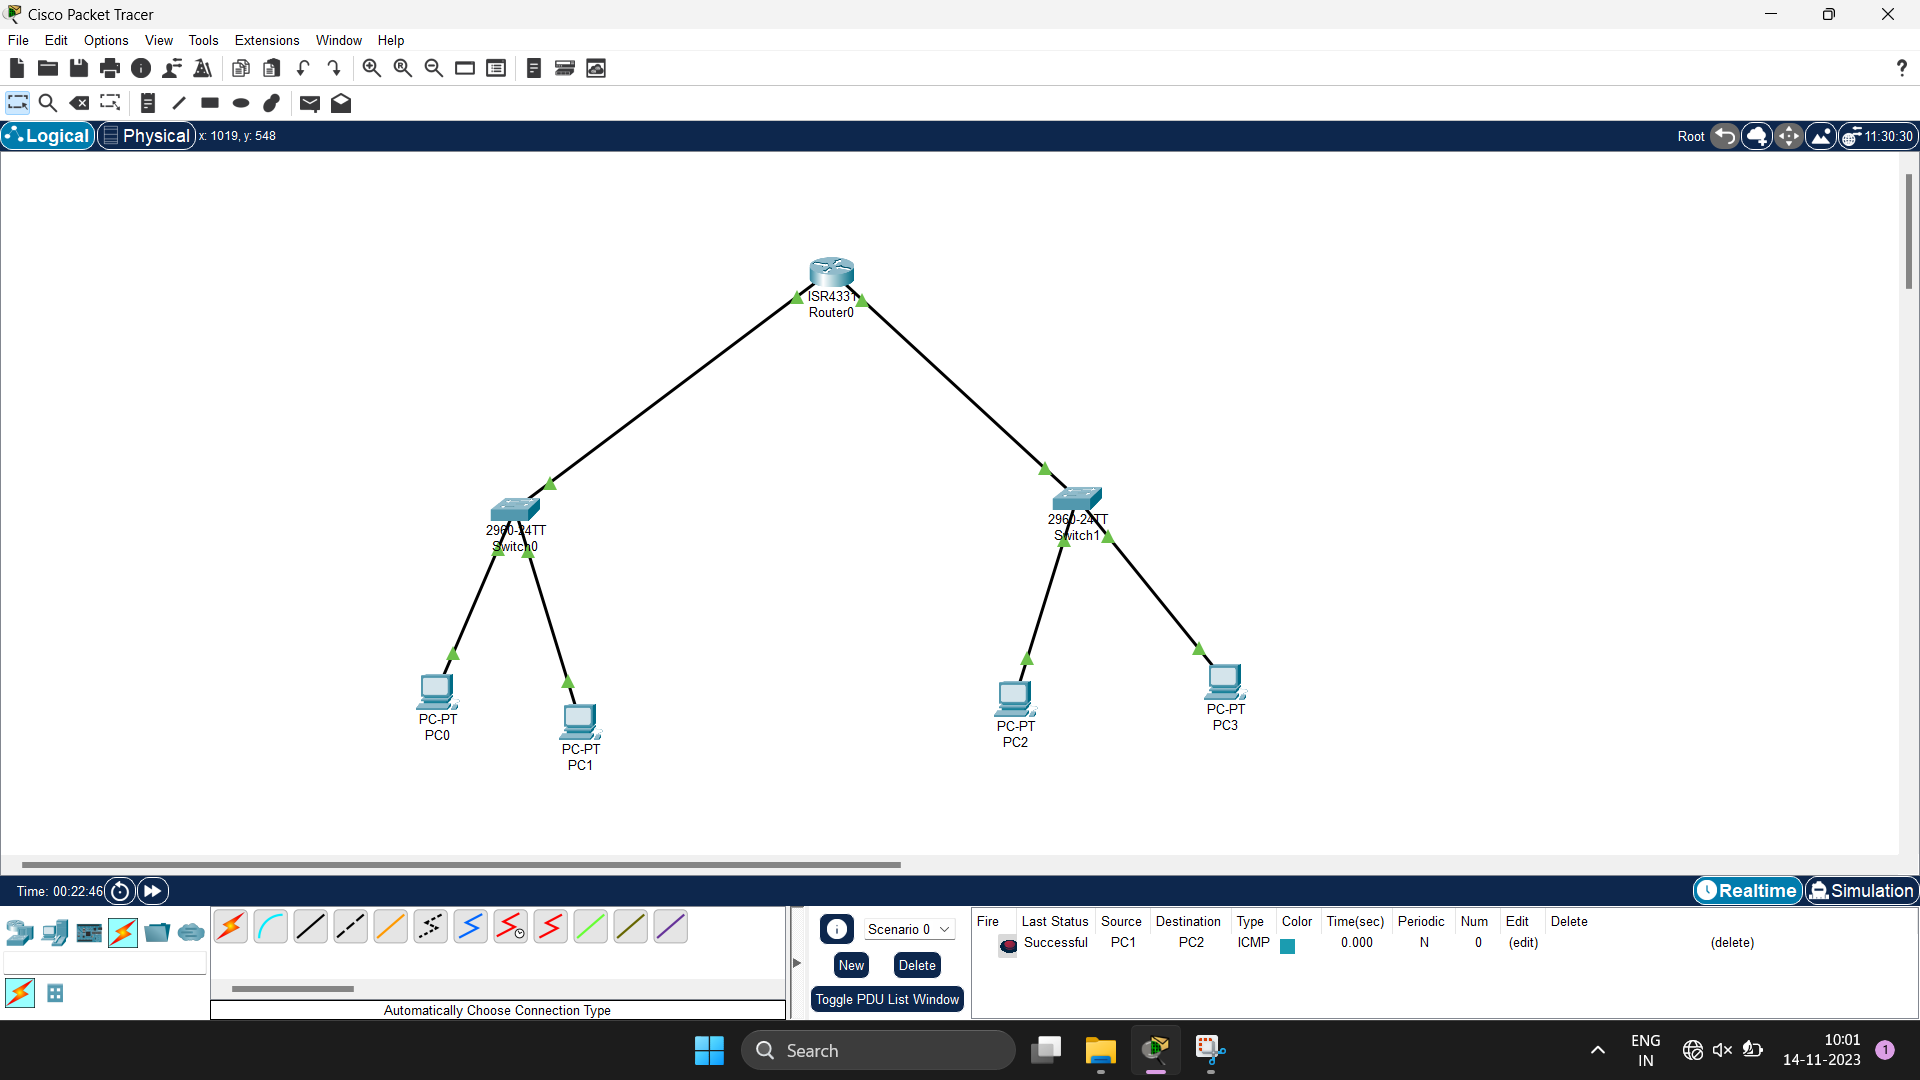 Cisco Packet Tracer
File Edit Options View Tools Extensions Window Help
?
Logical Physical x: 1019, y: 548 Root 11:30:30
ISR4331
Router0
2960-24TT
Switch0
2960-24TT
Switch1
PC-PT
PC0
PC-PT
PC1
PC-PT
PC2
PC-PT
PC3
Time: 00:22:46 Realtime Simulation
Scenario 0
New Delete
Toggle PDU List Window
Fire Last Status Source Destination Type Color Time(sec) Periodic Num Edit Delete
Successful PC1 PC2 ICMP 0.000 N 0 (edit) (delete)
Automatically Choose Connection Type
Search
ENG
IN
10:01
14-11-2023
1